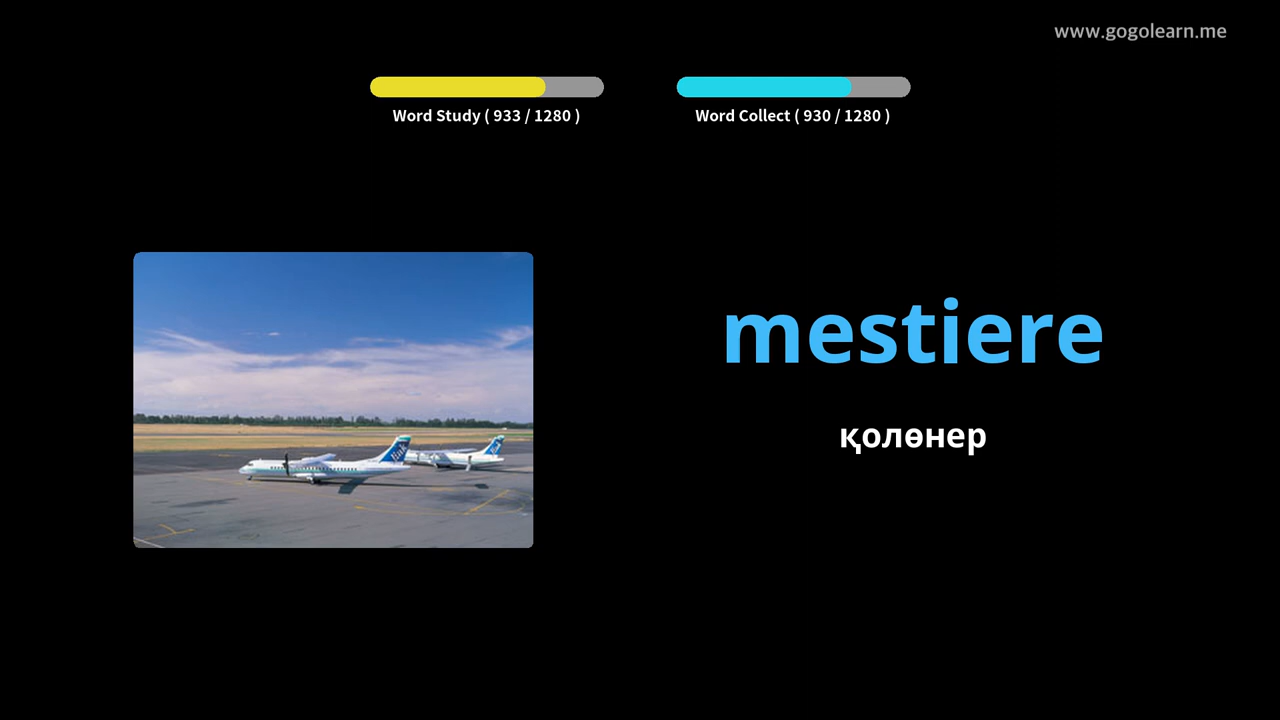 www.gogolearn.me
Word Study ( 933 / 1280 )
Word Collect ( 930 / 1280 )
mestiere
қолөнер